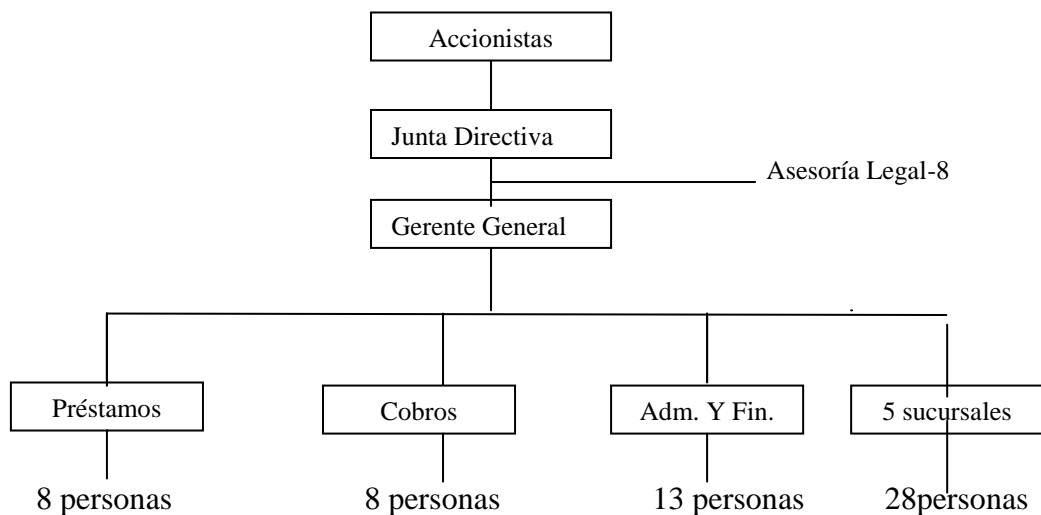 Accionistas
Junta Directiva
Asesoría Legal-8
Gerente General
Préstamos
Cobros
Adm. Y Fin.
5 sucursales
8 personas
8 personas
13 personas
28personas